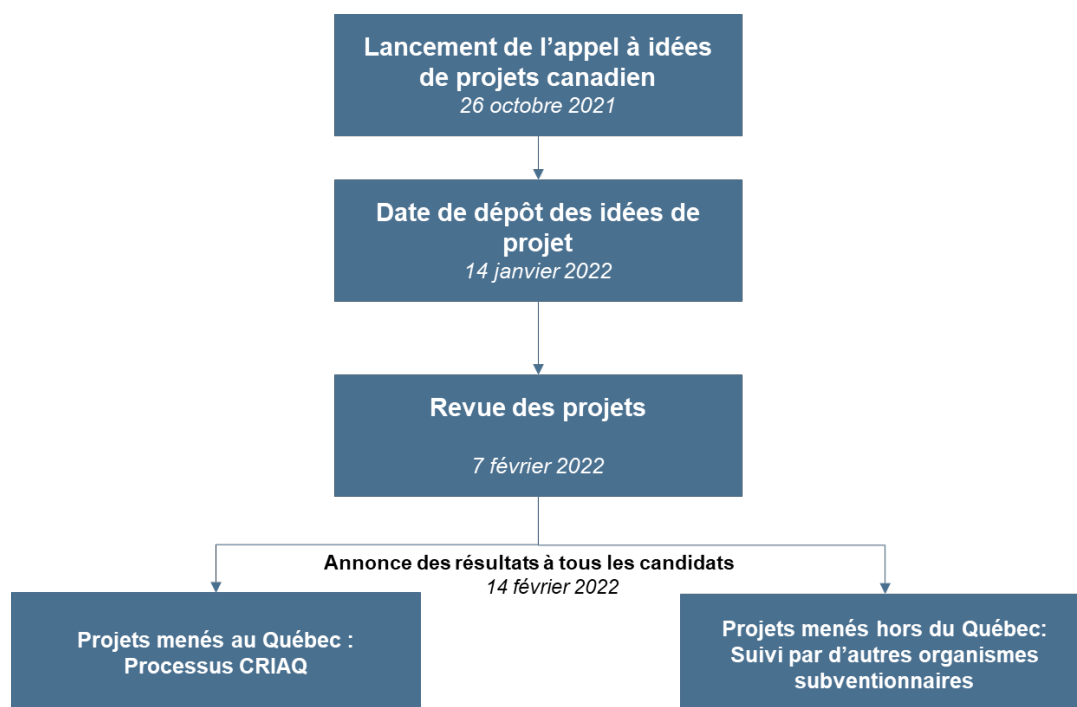 Lancement de l’appel à idées
de projets canadien
26 octobre 2021
Date de dépôt des idées de
projet
14 janvier 2022
Revue des projets
7 février 2022
Annonce des résultats à tous les candidats
14 février 2022
Projets menés au Québec :
Processus CRIAQ
Projets menés hors du Québec:
Suivi par d’autres organismes
subventionnaires